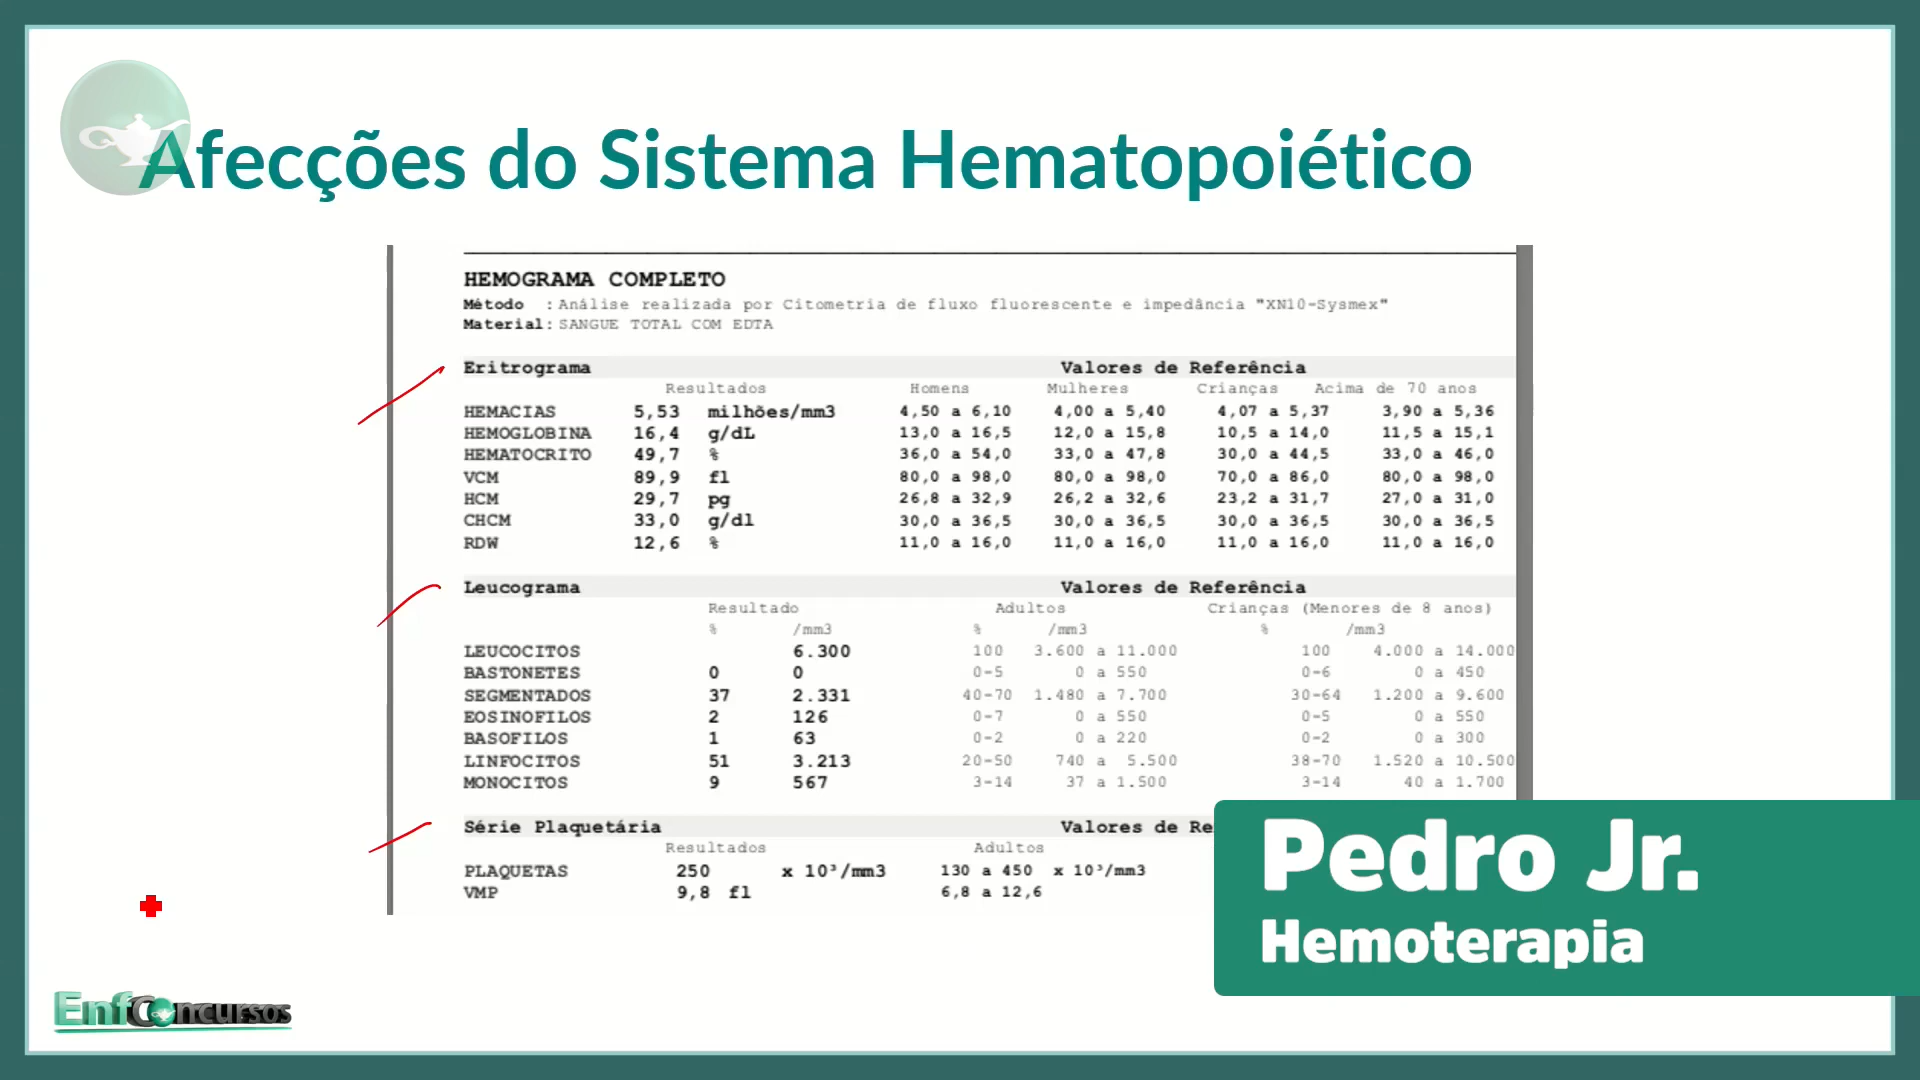 Afecções do Sistema Hematopoiético
HEMOGRAMA COMPLETO
Método : Análise realizada por Citometria de fluxo fluorescente e impedância "XN10-Sysmex"
Material: SANGUE TOTAL COM EDTA
Eritrograma Valores de Referência
Resultados Homens Mulheres Crianças Acima de 70 anos
HEMACIAS 5,53 milhões/mm3 4,50 a 6,10 4,00 a 5,40 4,07 a 5,37 3,90 a 5,36
HEMOGLOBINA 16,4 g/dL 13,0 a 16,5 12,0 a 15,8 10,5 a 14,0 11,5 a 15,1
HEMATOCRITO 49,7 % 36,0 a 54,0 33,0 a 47,8 30,0 a 44,5 33,0 a 46,0
VCM 89,9 fl 80,0 a 98,0 80,0 a 98,0 70,0 a 86,0 80,0 a 98,0
HCM 29,7 pg 26,8 a 32,9 26,2 a 32,6 23,2 a 31,7 27,0 a 31,0
CHCM 33,0 g/dl 30,0 a 36,5 30,0 a 36,5 30,0 a 36,5 30,0 a 36,5
RDW 12,6 % 11,0 a 16,0 11,0 a 16,0 11,0 a 16,0 11,0 a 16,0
Leucograma Valores de Referência
Resultado Adultos Crianças (Menores de 8 anos)
% /mm3 % /mm3 % /mm3
LEUCOCITOS 6.300 100 3.600 a 11.000 100 4.000 a 14.000
BASTONETES 0 0 0-5 0 a 550 0-6 0 a 450
SEGMENTADOS 37 2.331 40-70 1.480 a 7.700 30-64 1.200 a 9.600
EOSINOFILOS 2 126 0-7 0 a 550 0-5 0 a 550
BASOFILOS 1 63 0-2 0 a 220 0-2 0 a 300
LINFOCITOS 51 3.213 20-50 740 a 5.500 38-70 1.520 a 10.500
MONOCITOS 9 567 3-14 37 a 1.500 3-14 40 a 1.700
Série Plaquetária Valores de Re
Resultados Adultos
PLAQUETAS 250 x 10³/mm3 130 a 450 x 10³/mm3
VMP 9,8 fl 6,8 a 12,6
Pedro Jr.
Hemoterapia
EnfConcursos